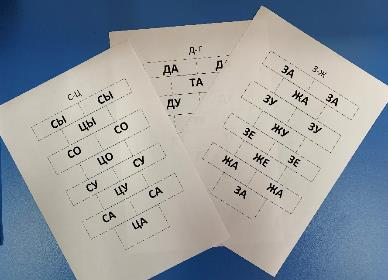 С-Ц
СЫ СЫ
ЦЫ
СО СО
ЦО
СУ СУ
ЦУ
СА СА
ЦА
ДА
ТА
ДУ
З-Ж
ЗА ЗА
ЖА
ЗУ ЗУ
ЖУ
ЗЕ ЗЕ
ЖЕ
ЖА ЖА
ЗА